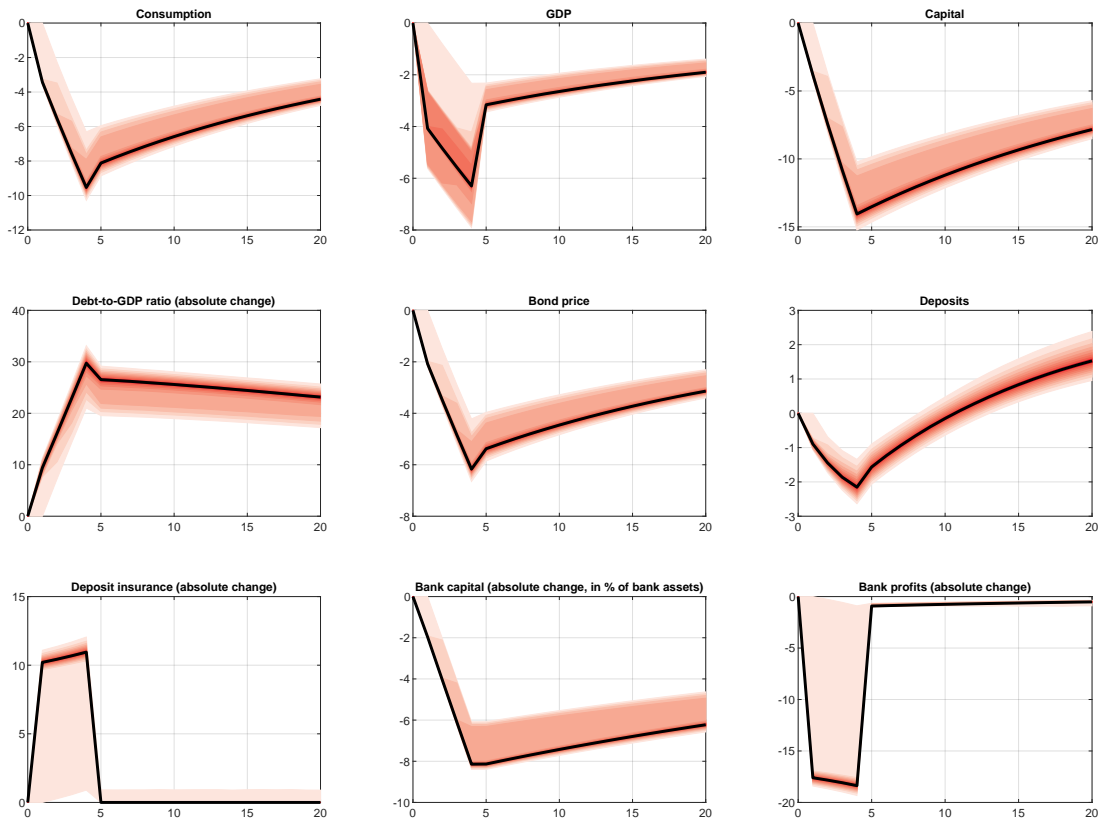 Consumption
0
-2
-4
-6
-8
-10
-12
0 5 10 15 20
GDP
0
-2
-4
-6
-8
0 5 10 15 20
Capital
0
-5
-10
-15
0 5 10 15 20
Debt-to-GDP ratio (absolute change)
40
30
20
10
0
0 5 10 15 20
Bond price
0
-2
-4
-6
-8
0 5 10 15 20
Deposits
3
2
1
0
-1
-2
-3
0 5 10 15 20
Deposit insurance (absolute change)
15
10
5
0
0 5 10 15 20
Bank capital (absolute change, in % of bank assets)
0
-2
-4
-6
-8
-10
0 5 10 15 20
Bank profits (absolute change)
0
-5
-10
-15
-20
0 5 10 15 20